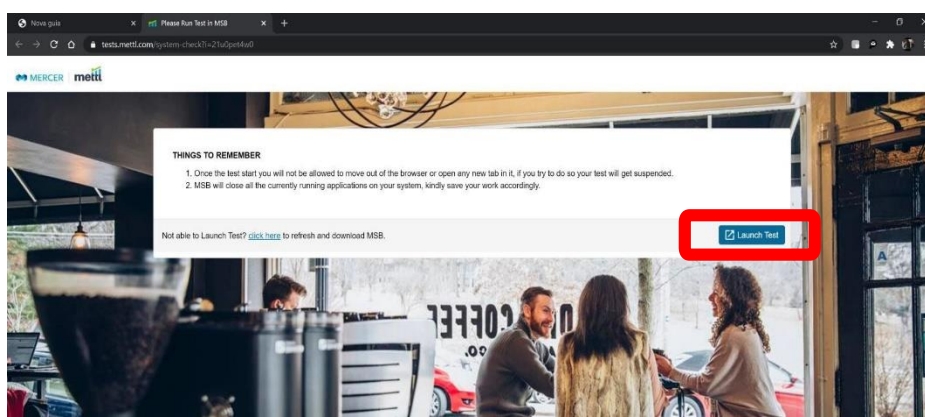 Nova guia
Please Run Test in MSB
tests.mettl.com/system-check?i=21u0pet4w0
MERCER mettl
THINGS TO REMEMBER
1. Once the test start you will not be allowed to move out of the browser or open any new tab in it, if you try to do so your test will get suspended.
2. MSB will close all the currently running applications on your system, kindly save your work accordingly.
Not able to Launch Test? click here to refresh and download MSB.
Launch Test
A
COFFEE
CO.